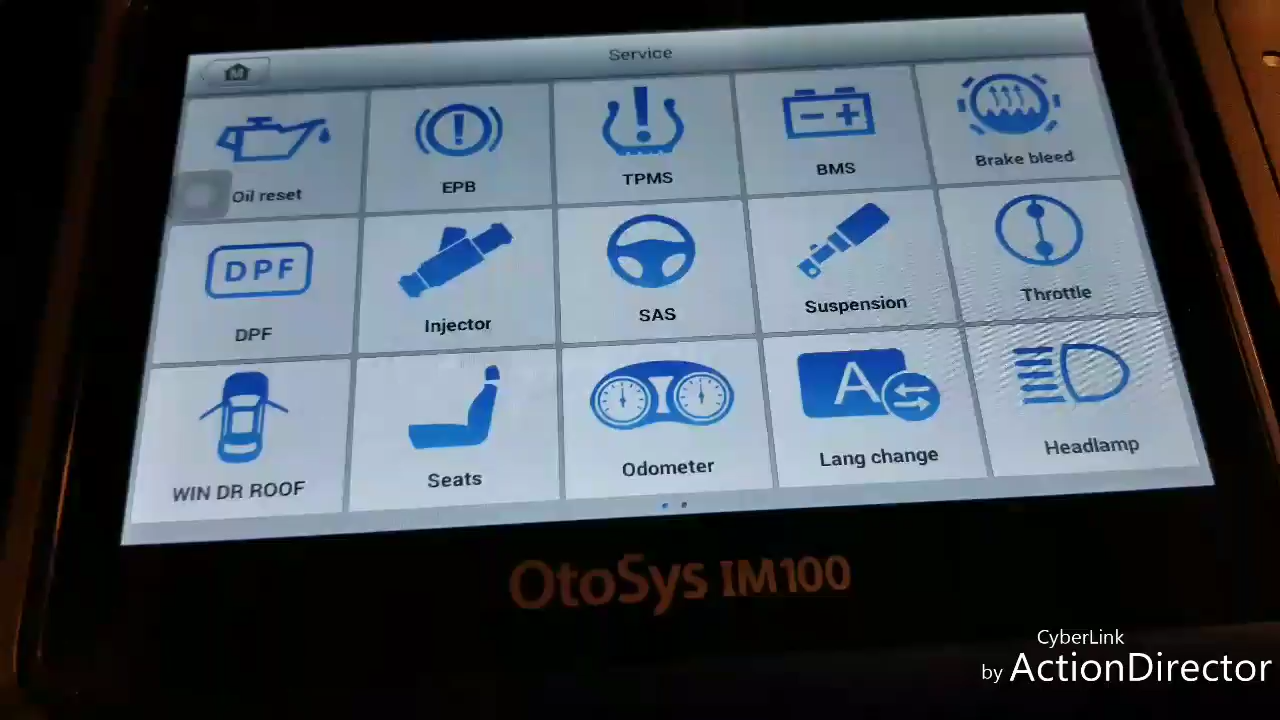 Service
M
Oil reset
EPB
TPMS
BMS
Brake bleed
DPF
DPF
Injector
SAS
Suspension
Throttle
WIN DR ROOF
Seats
Odometer
A
Lang change
Headlamp
OtoSys IM100
CyberLink
by ActionDirector